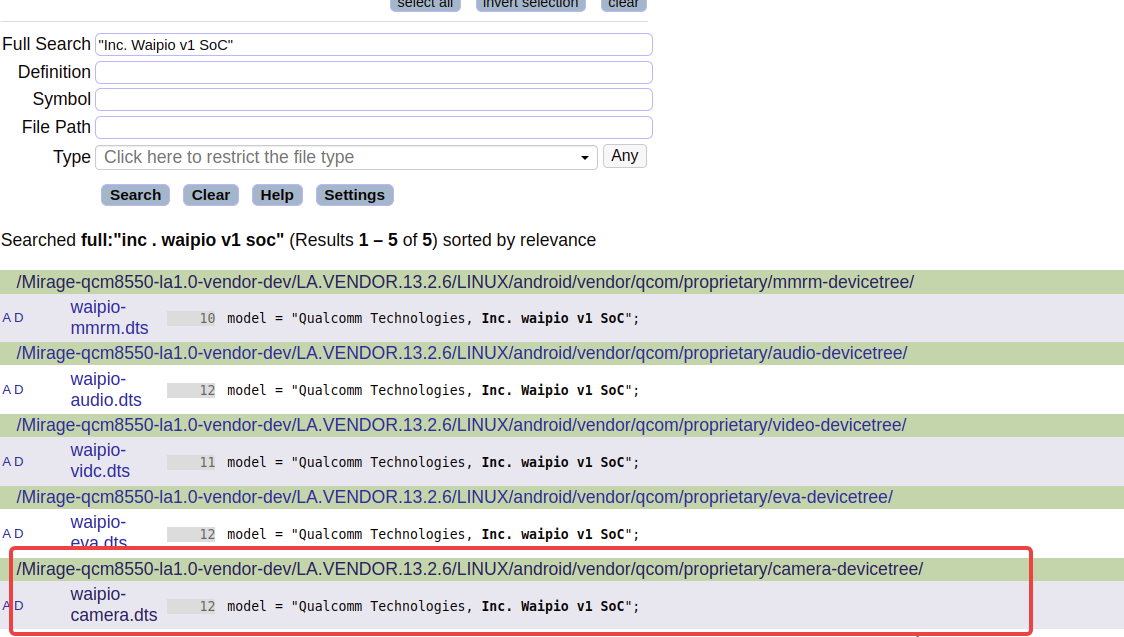 select all invert selection clear
Full Search "Inc. Waipio v1 SoC"
Definition
Symbol
File Path
Type Click here to restrict the file type Any
Search Clear Help Settings
Searched full:"inc . waipio v1 soc" (Results 1 – 5 of 5) sorted by relevance
/Mirage-qcm8550-la1.0-vendor-dev/LA.VENDOR.13.2.6/LINUX/android/vendor/qcom/proprietary/mmrm-devicetree/
A D waipio-
mmrm.dts 10 model = "Qualcomm Technologies, Inc. waipio v1 SoC";
/Mirage-qcm8550-la1.0-vendor-dev/LA.VENDOR.13.2.6/LINUX/android/vendor/qcom/proprietary/audio-devicetree/
A D waipio-
audio.dts 12 model = "Qualcomm Technologies, Inc. waipio v1 SoC";
/Mirage-qcm8550-la1.0-vendor-dev/LA.VENDOR.13.2.6/LINUX/android/vendor/qcom/proprietary/video-devicetree/
A D waipio-
vidc.dts 11 model = "Qualcomm Technologies, Inc. waipio v1 SoC";
/Mirage-qcm8550-la1.0-vendor-dev/LA.VENDOR.13.2.6/LINUX/android/vendor/qcom/proprietary/eva-devicetree/
A D waipio-
eva.dts 12 model = "Qualcomm Technologies, Inc. waipio v1 SoC";
/Mirage-qcm8550-la1.0-vendor-dev/LA.VENDOR.13.2.6/LINUX/android/vendor/qcom/proprietary/camera-devicetree/
A D waipio-
camera.dts 12 model = "Qualcomm Technologies, Inc. Waipio v1 SoC";